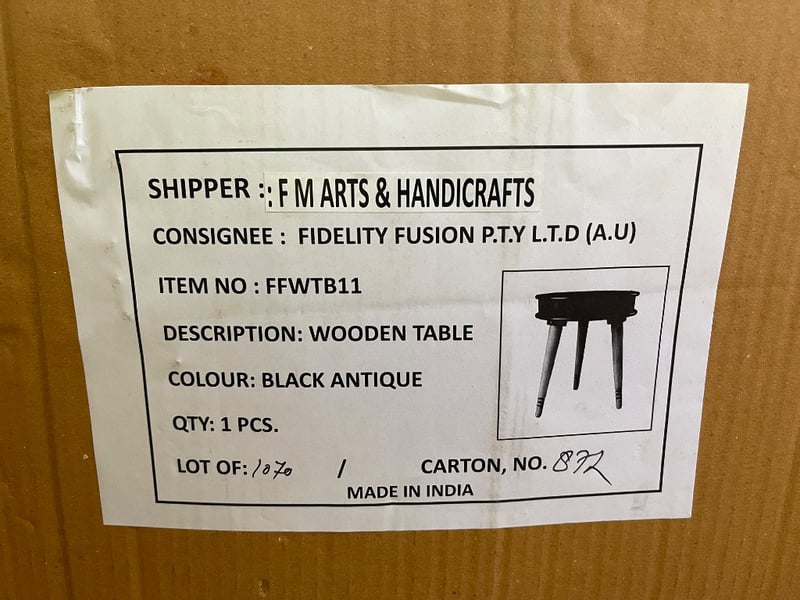 SHIPPER :: F M ARTS & HANDICRAFTS
CONSIGNEE : FIDELITY FUSION P.T.Y L.T.D (A.U)
ITEM NO : FFWTB11
DESCRIPTION: WOODEN TABLE
COLOUR: BLACK ANTIQUE
QTY: 1 PCS.
LOT OF: 1070 / CARTON, NO. 872
MADE IN INDIA